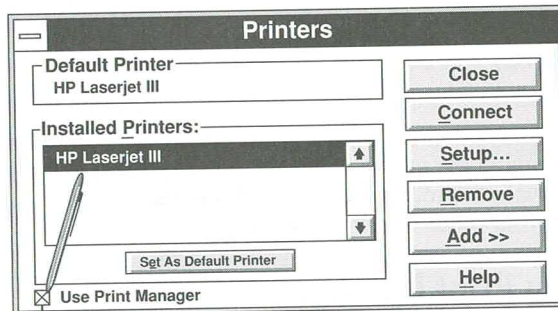 Printers
Default Printer
HP Laserjet III
Installed Printers:
HP Laserjet III
Set As Default Printer
Use Print Manager
Close
Connect
Setup...
Remove
Add >>
Help